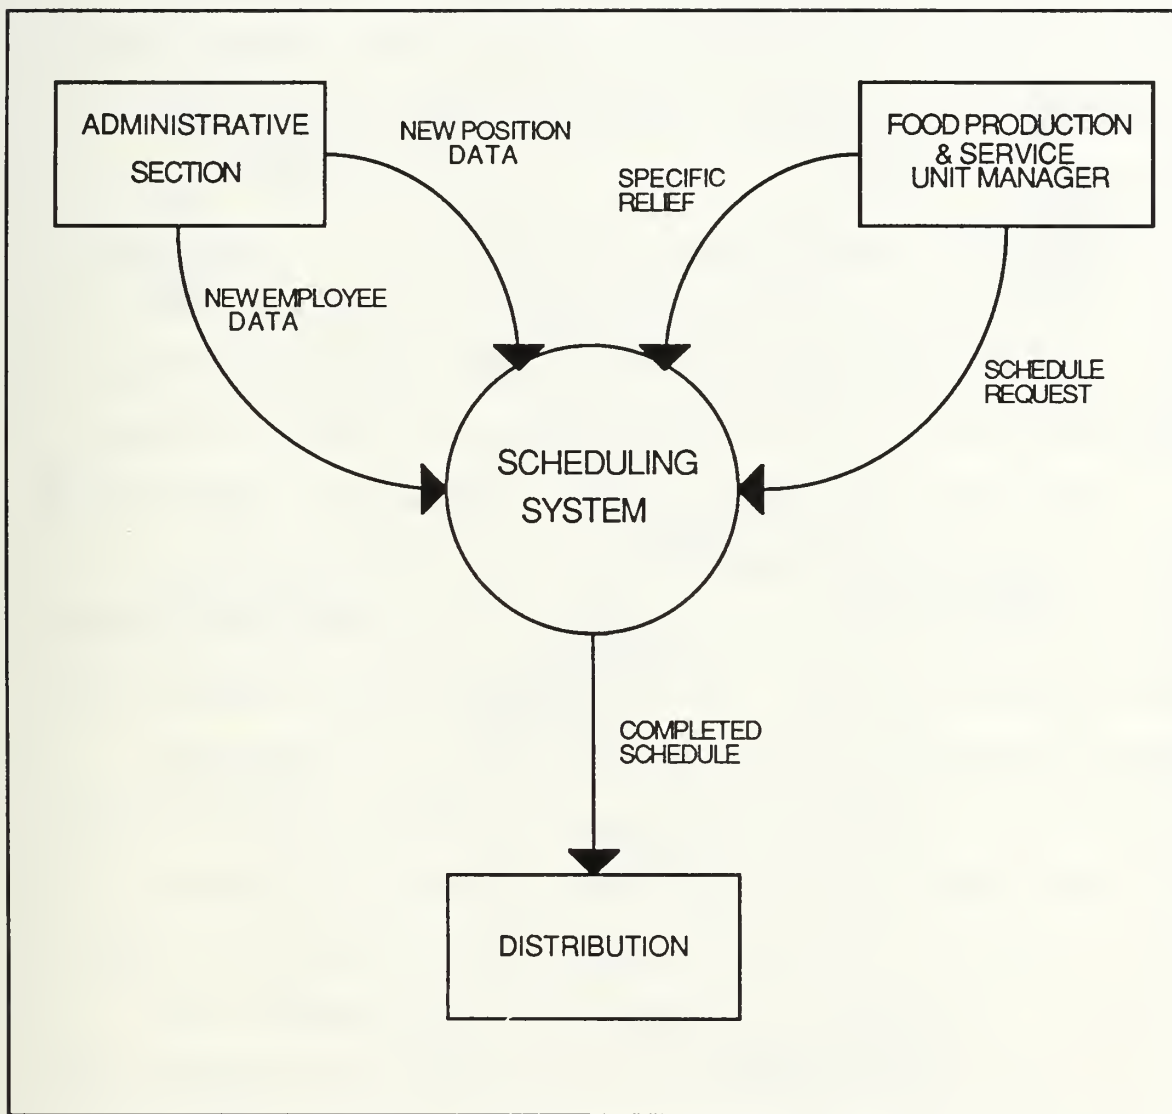 ADMINISTRATIVE
SECTION
NEW POSITION
DATA
FOOD PRODUCTION
& SERVICE
UNIT MANAGER
SPECIFIC
RELIEF
NEW EMPLOYEE
DATA
SCHEDULE
REQUEST
SCHEDULING
SYSTEM
COMPLETED
SCHEDULE
DISTRIBUTION